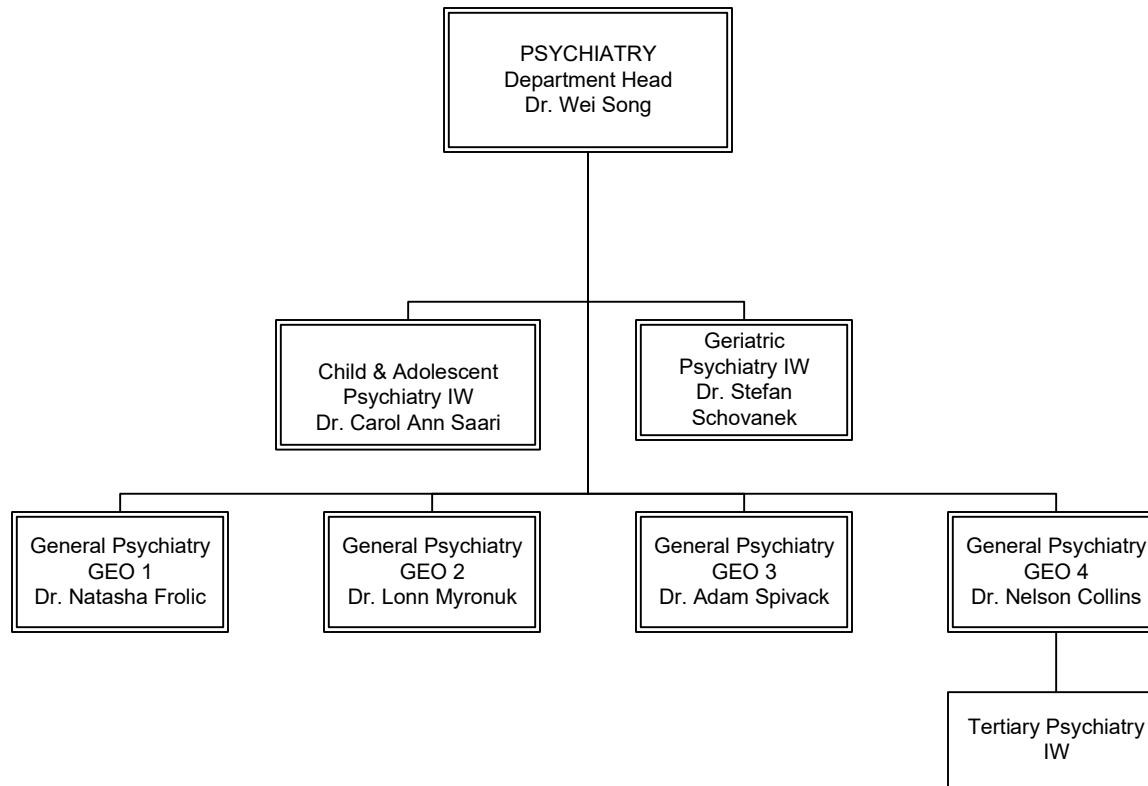 PSYCHIATRY
Department Head
Dr. Wei Song
Child & Adolescent
Psychiatry IW
Dr. Carol Ann Saari
Geriatric
Psychiatry IW
Dr. Stefan
Schovanek
General Psychiatry
GEO 1
Dr. Natasha Frolic
General Psychiatry
GEO 2
Dr. Lonn Myronuk
General Psychiatry
GEO 3
Dr. Adam Spivack
General Psychiatry
GEO 4
Dr. Nelson Collins
Tertiary Psychiatry
IW